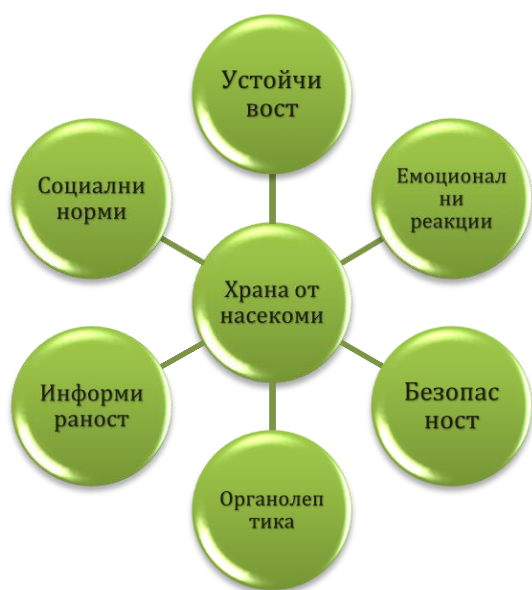 Устойчи
вост
Социални
норми
Емоционал
ни
реакции
Храна от
насекоми
Информи
раност
Безопас
ност
Органолеп
тика